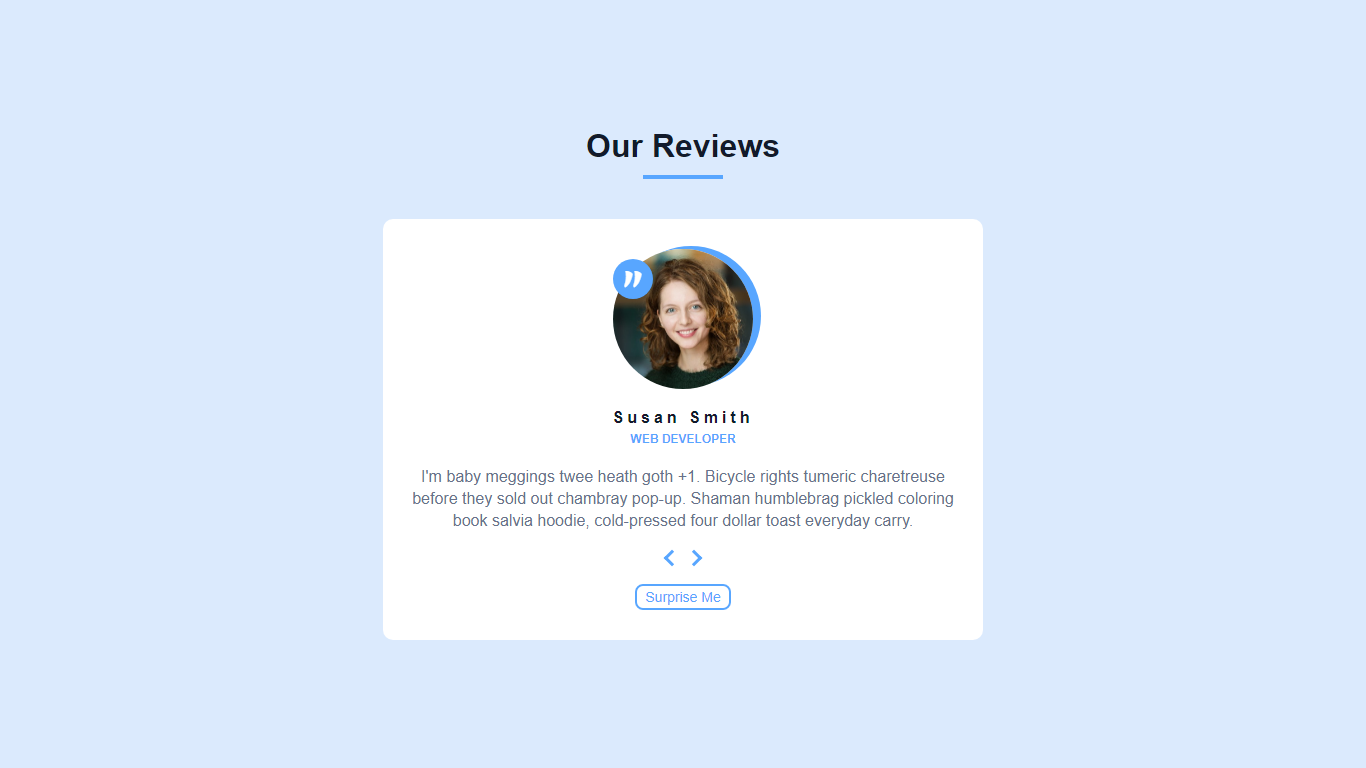 Our Reviews
Susan Smith
WEB DEVELOPER
I'm baby meggings twee heath goth +1. Bicycle rights tumeric charetreuse
before they sold out chambray pop-up. Shaman humblebrag pickled coloring
book salvia hoodie, cold-pressed four dollar toast everyday carry.
Surprise Me